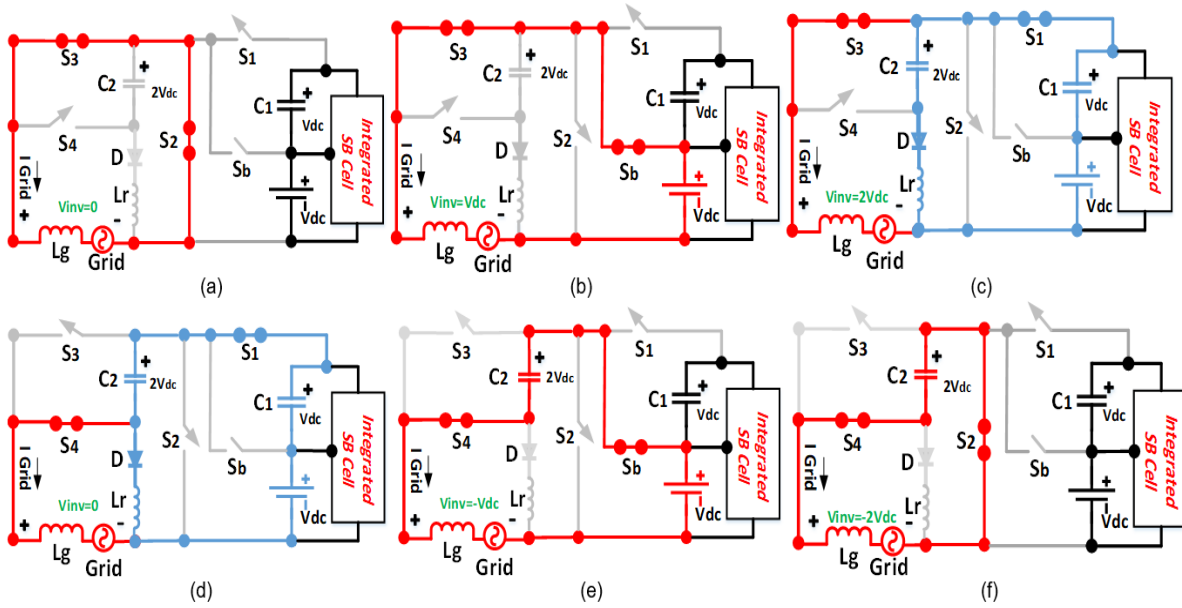 S3
S1
C2
+
2Vdc
C1
+
Vdc
S4
S2
D
Sb
Integrated
SB Cell
I Grid
Lr
+
Vdc
+
Vinv=0
-
Lg
Grid
(a)
S3
S1
C2
+
2Vdc
C1
+
Vdc
S4
S2
D
Sb
Integrated
SB Cell
I Grid
Lr
+
Vdc
+
Vinv=Vdc
-
Lg
Grid
(b)
S3
S1
C2
+
2Vdc
C1
+
Vdc
S4
S2
D
Sb
Integrated
SB Cell
I Grid
Lr
+
Vdc
+
Vinv=2Vdc
-
Lg
Grid
(c)
S3
S1
C2
+
2Vdc
C1
+
Vdc
S4
S2
D
Sb
Integrated
SB Cell
I Grid
Lr
+
Vdc
+
Vinv=0
-
Lg
Grid
(d)
S3
S1
C2
+
2Vdc
C1
+
Vdc
S4
S2
D
Sb
Integrated
SB Cell
I Grid
Lr
+
Vdc
+
Vinv=-Vdc
-
Lg
Grid
(e)
S3
S1
C2
+
2Vdc
C1
+
Vdc
S4
S2
D
Sb
Integrated
SB Cell
I Grid
Lr
+
Vdc
+
Vinv=-2Vdc
-
Lg
Grid
(f)